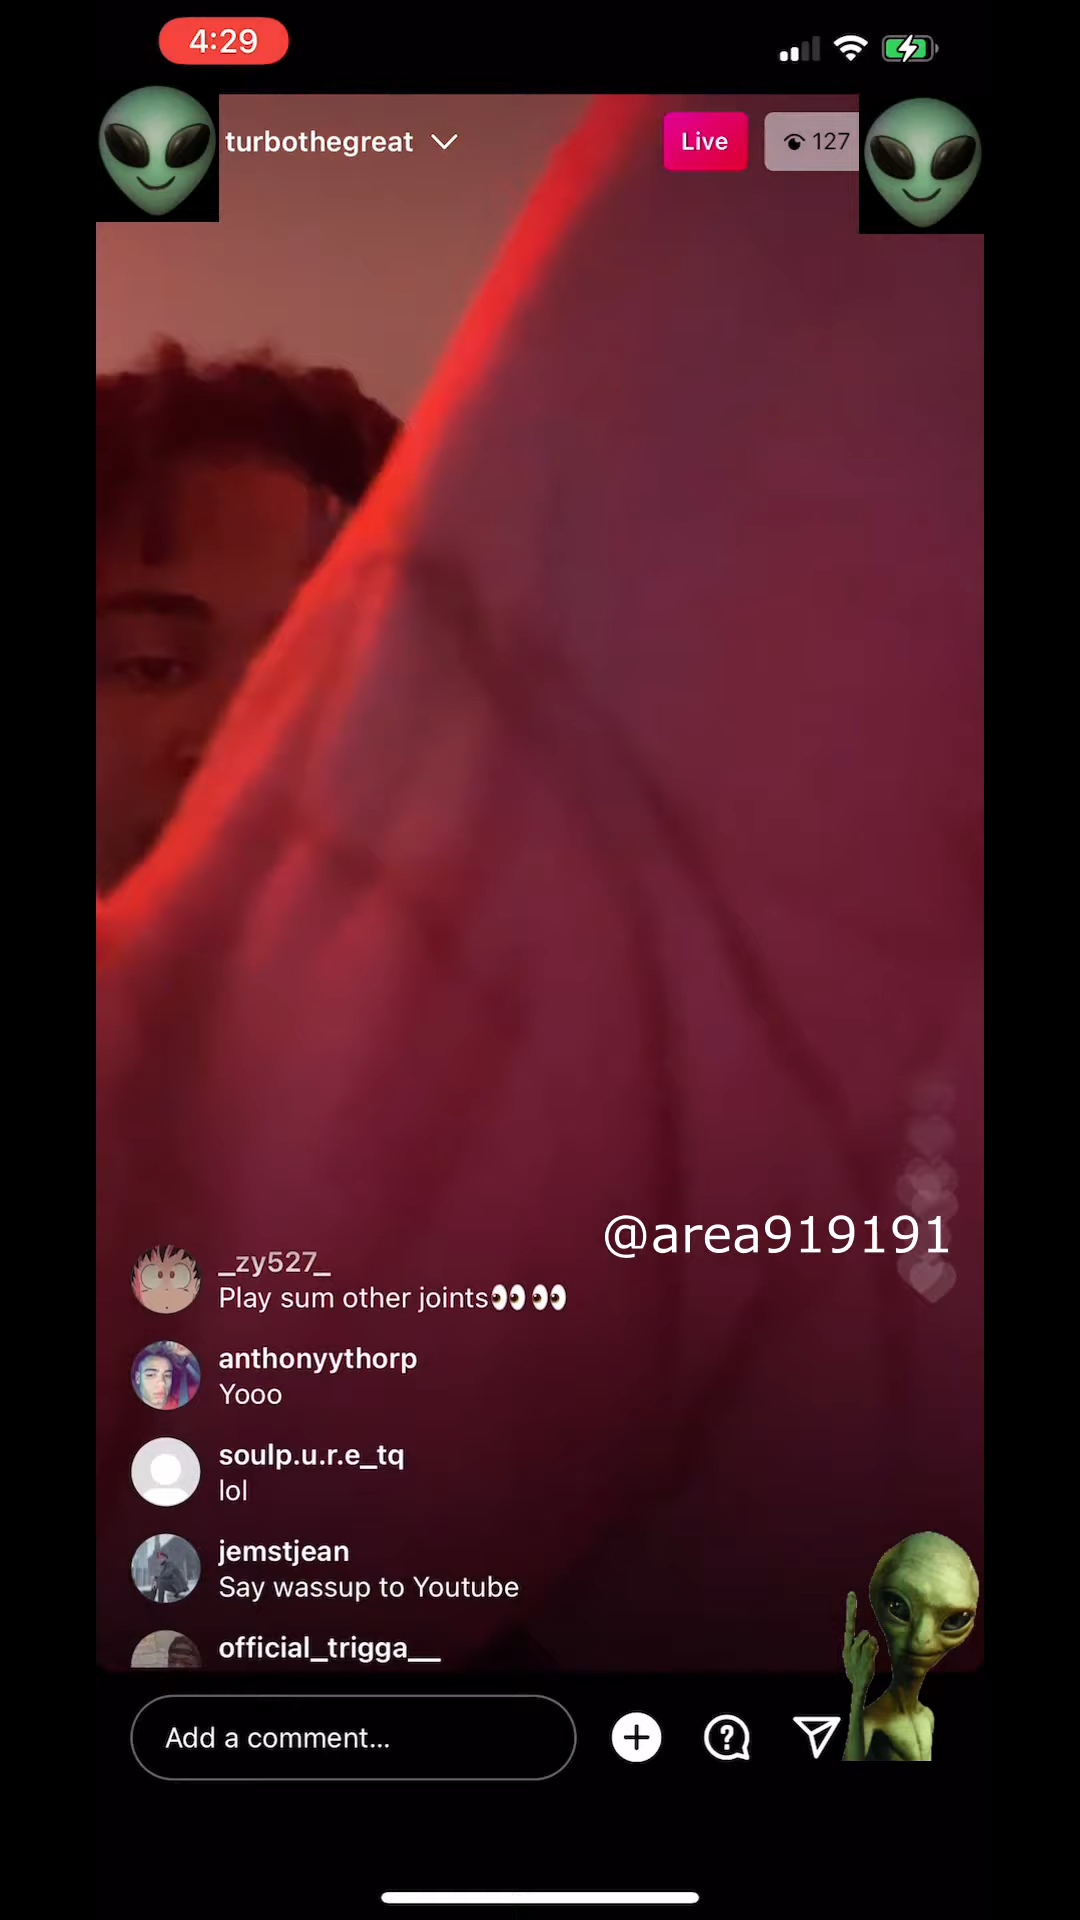 4:29
turbothegreat
Live
127
@area919191
_zy527_
Play sum other joints👀👀
anthonyythorp
Yooo
soulp.u.r.e_tq
lol
jemstjean
Say wassup to Youtube
official_trigga__
Add a comment...